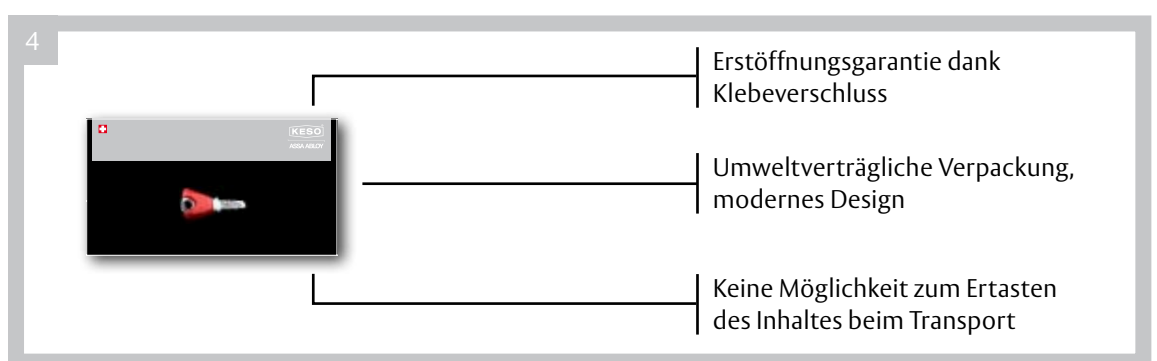 4
Erstöffnungsgarantie dank
Klebeverschluss
KESO
ASSA ABLOY
Umweltverträgliche Verpackung,
modernes Design
Keine Möglichkeit zum Ertasten
des Inhaltes beim Transport